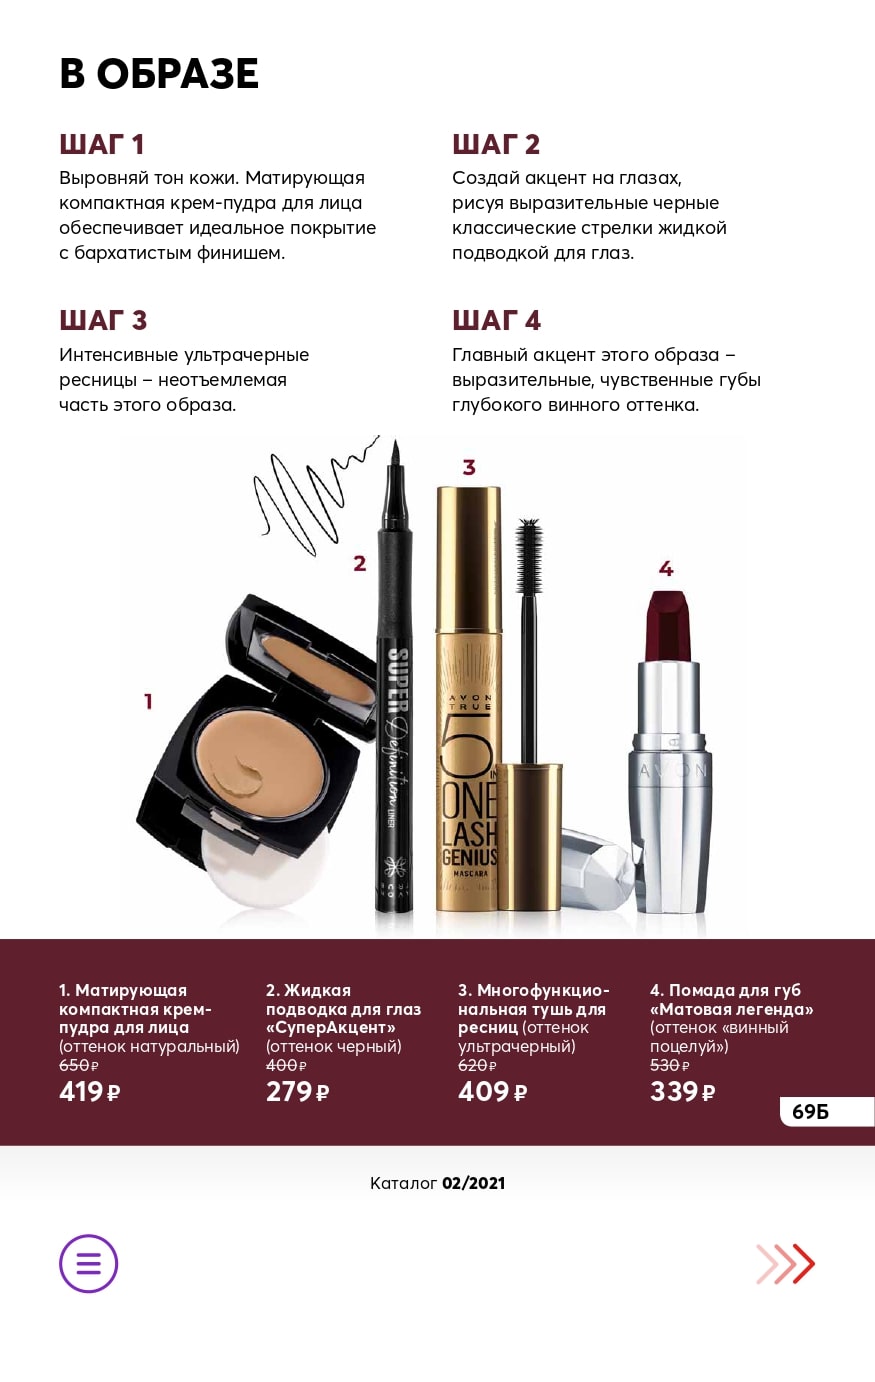 В ОБРАЗЕ
ШАГ 1
Выровняй тон кожи. Матирующая
компактная крем-пудра для лица
обеспечивает идеальное покрытие
с бархатистым финишем.
ШАГ 2
Создай акцент на глазах,
рисуя выразительные черные
классические стрелки жидкой
подводкой для глаз.
ШАГ 3
Интенсивные ультрачерные
ресницы – неотъемлемая
часть этого образа.
ШАГ 4
Главный акцент этого образа –
выразительные, чувственные губы
глубокого винного оттенка.
1
2
3
4
SUPER
Definition
LINER
AVON
TRUE
5
IN
ONE
LASH
GENIUS
MASCARA
AVON
1. Матирующая
компактная крем-
пудра для лица
(оттенок натуральный)
650 ₽
419 ₽
2. Жидкая
подводка для глаз
«СуперАкцент»
(оттенок черный)
400 ₽
279 ₽
3. Многофункцио-
нальная тушь для
ресниц (оттенок
ультрачерный)
620 ₽
409 ₽
4. Помада для губ
«Матовая легенда»
(оттенок «винный
поцелуй»)
530 ₽
339 ₽
69Б
Каталог 02/2021